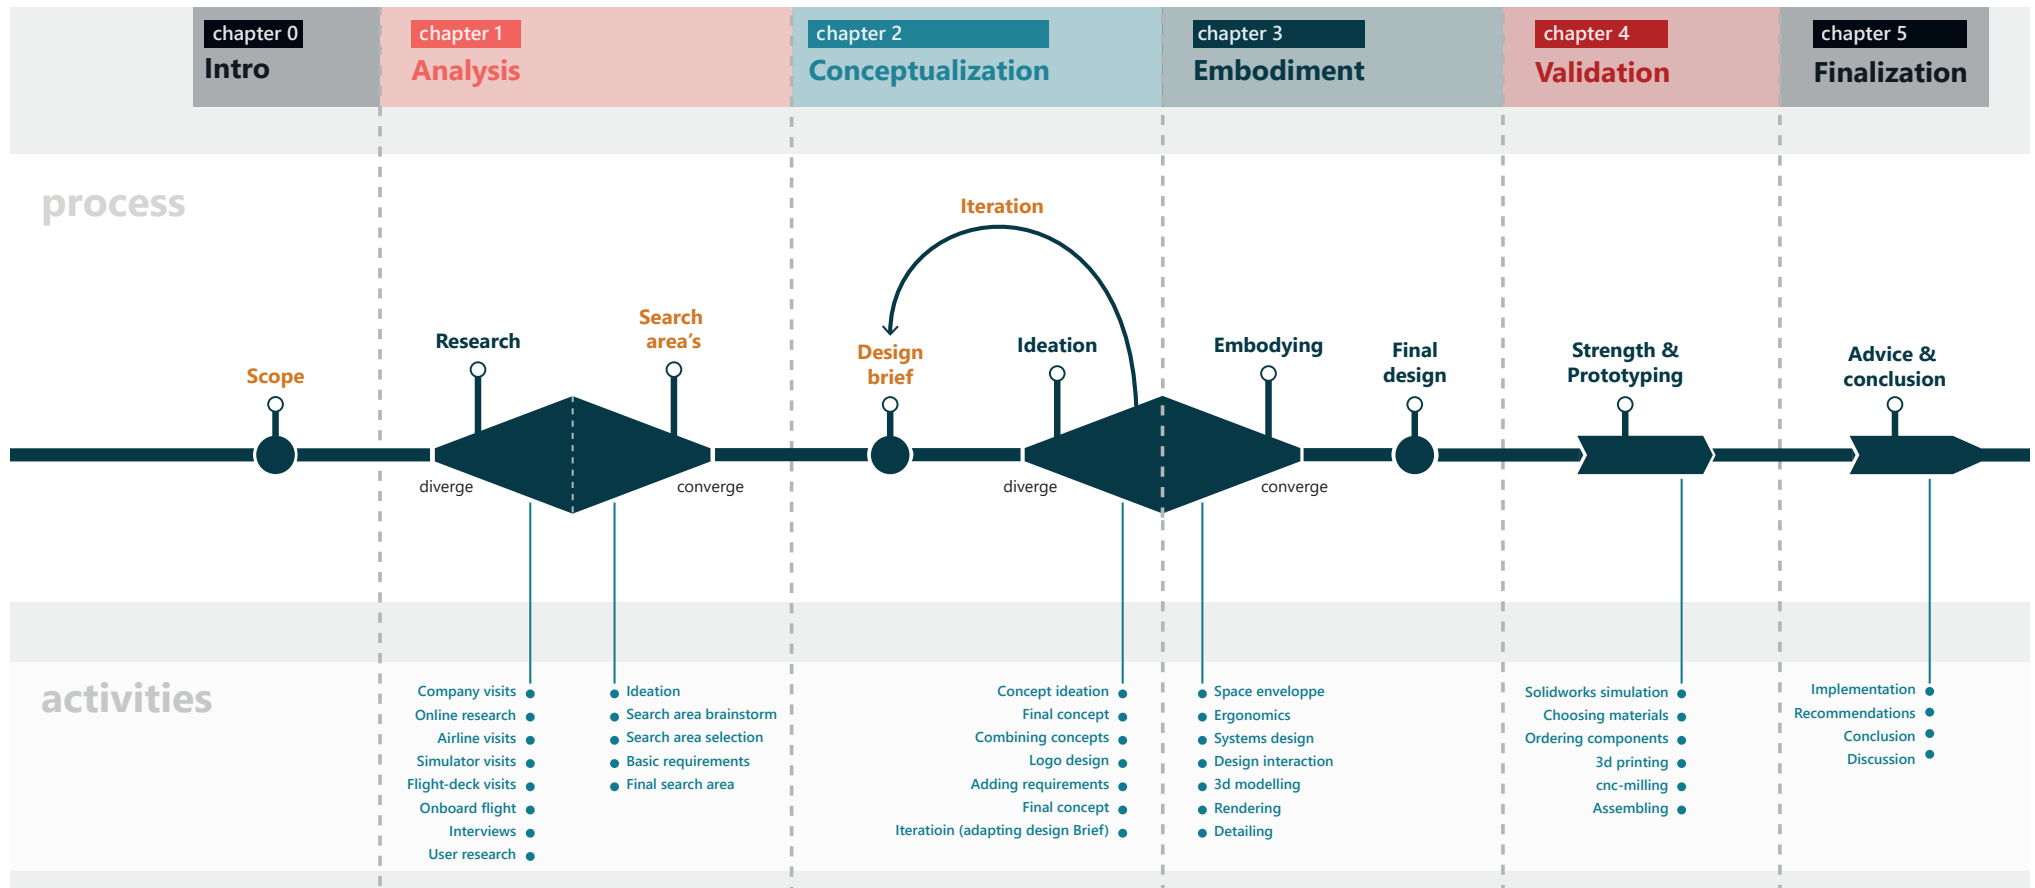 chapter 0
Intro
chapter 1
Analysis
chapter 2
Conceptualization
chapter 3
Embodiment
chapter 4
Validation
chapter 5
Finalization
process
Scope
Research
Search
area's
Iteration
Design
brief
Ideation
Embodying
Final
design
Strength &
Prototyping
Advice &
conclusion
diverge
converge
diverge
converge
activities
Company visits
Online research
Airline visits
Simulator visits
Flight-deck visits
Onboard flight
Interviews
User research
Ideation
Search area brainstorm
Search area selection
Basic requirements
Final search area
Concept ideation
Final concept
Combining concepts
Logo design
Adding requirements
Final concept
Iteratioin (adapting design Brief)
Space enveloppe
Ergonomics
Systems design
Design interaction
3d modelling
Rendering
Detailing
Solidworks simulation
Choosing materials
Ordering components
3d printing
cnc-milling
Assembling
Implementation
Recommendations
Conclusion
Discussion